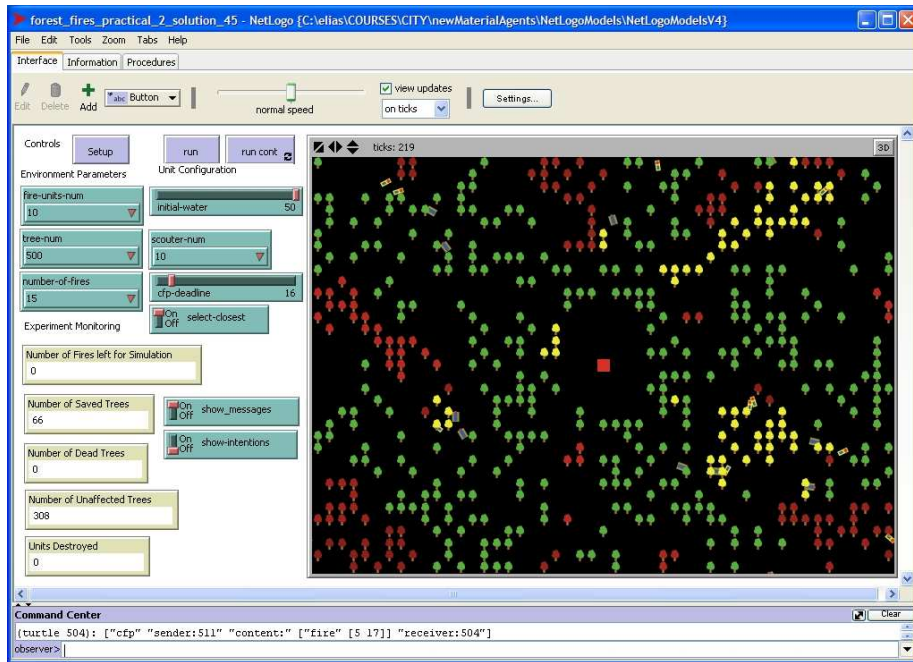 forest_fires_practical_2_solution_45 - NetLogo {C:\elias\COURSES\CITY\newMaterialAgents\NetLogoModels\NetLogoModelsV4}
File Edit Tools Zoom Tabs Help
Interface Information Procedures
Edit Delete Add abc Button
normal speed
view updates
on ticks
Settings...
Controls
Setup
run
run cont
ticks: 219
3D
Environment Parameters
Unit Configuration
fire-units-num
10
initial-water 50
tree-num
500
scouter-num
10
number-of-fires
15
cfp-deadline 16
On
Off
select-closest
Experiment Monitoring
Number of Fires left for Simulation
0
Number of Saved Trees
66
On
Off
show_messages
Number of Dead Trees
0
On
Off
show-intentions
Number of Unaffected Trees
308
Units Destroyed
0
Command Center
Clear
(turtle 504): ["cfp" "sender:511" "content:" ["fire" [5 17]] "receiver:504"]
observer>